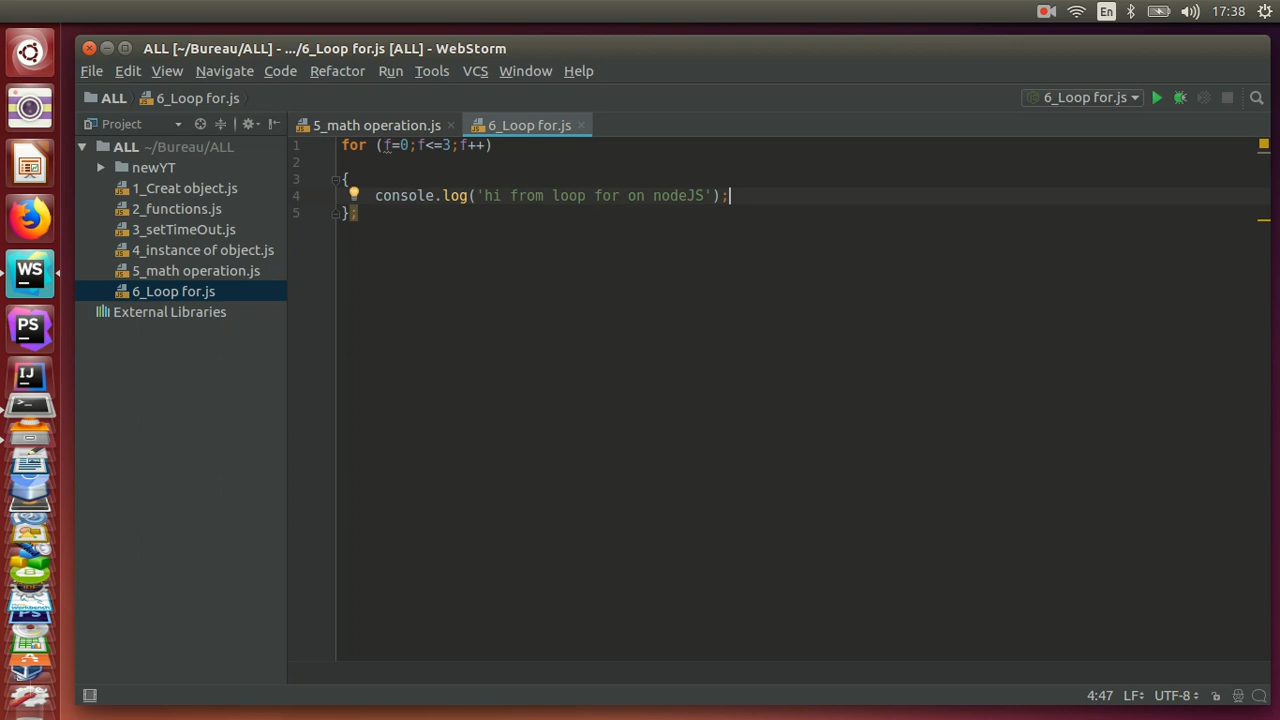 En
17:38
ALL [~/Bureau/ALL] - .../6_Loop for.js [ALL] - WebStorm
File Edit View Navigate Code Refactor Run Tools VCS Window Help
ALL 6_Loop for.js 6_Loop for.js
Project 5_math operation.js 6_Loop for.js
ALL ~/Bureau/ALL
newYT
1_Creat object.js
2_functions.js
3_setTimeOut.js
4_instance of object.js
5_math operation.js
6_Loop for.js
External Libraries
1 for (f=0;f<=3;f++)
2
3 {
4 console.log('hi from loop for on nodeJS');
5 };
WS
PS
IJ
4:47 LF UTF-8